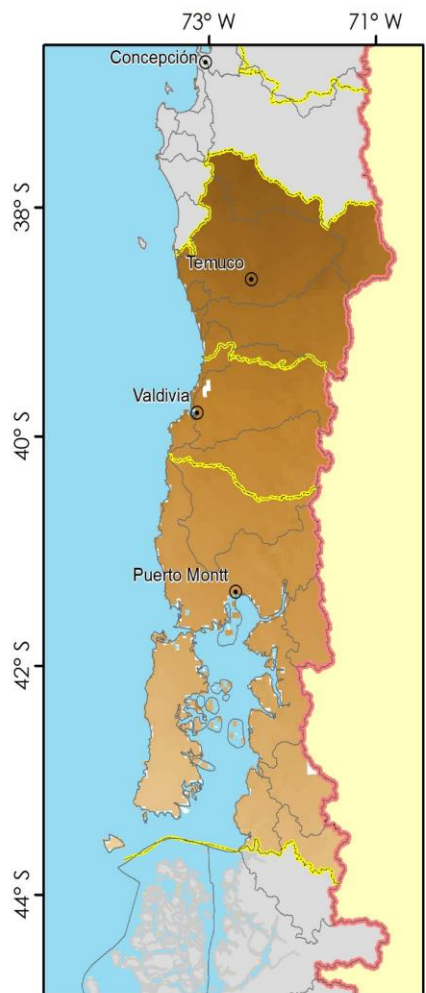 73° W
71° W
Concepción
38° S
Temuco
Valdivia
40° S
Puerto Montt
42° S
44° S